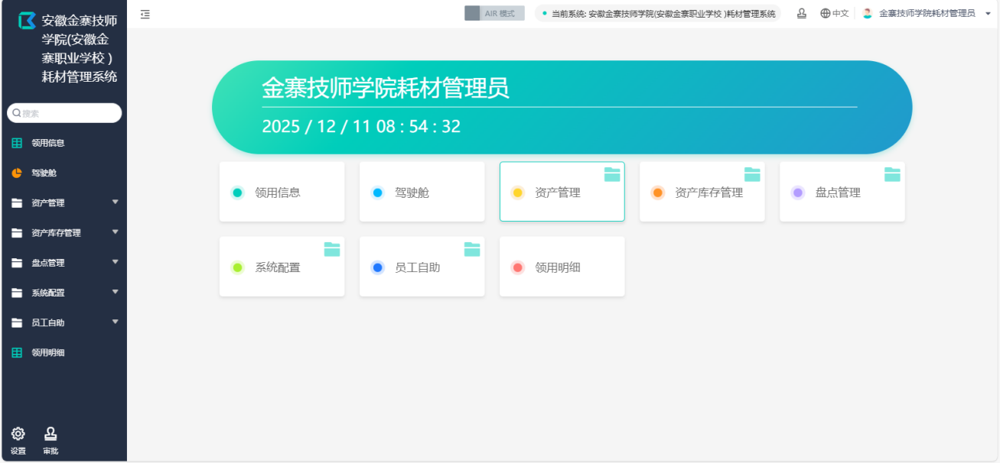 安徽金寨技师
学院(安徽金
寨职业学校 )
耗材管理系统
搜索
领用信息
驾驶舱
资产管理
资产库存管理
盘点管理
系统配置
员工自助
领用明细
设置
审批
AIR 模式
当前系统: 安徽金寨技师学院(安徽金寨职业学校 )耗材管理系统
中文
金寨技师学院耗材管理员
金寨技师学院耗材管理员
2025 / 12 / 11 08 : 54 : 32
领用信息
驾驶舱
资产管理
资产库存管理
盘点管理
系统配置
员工自助
领用明细